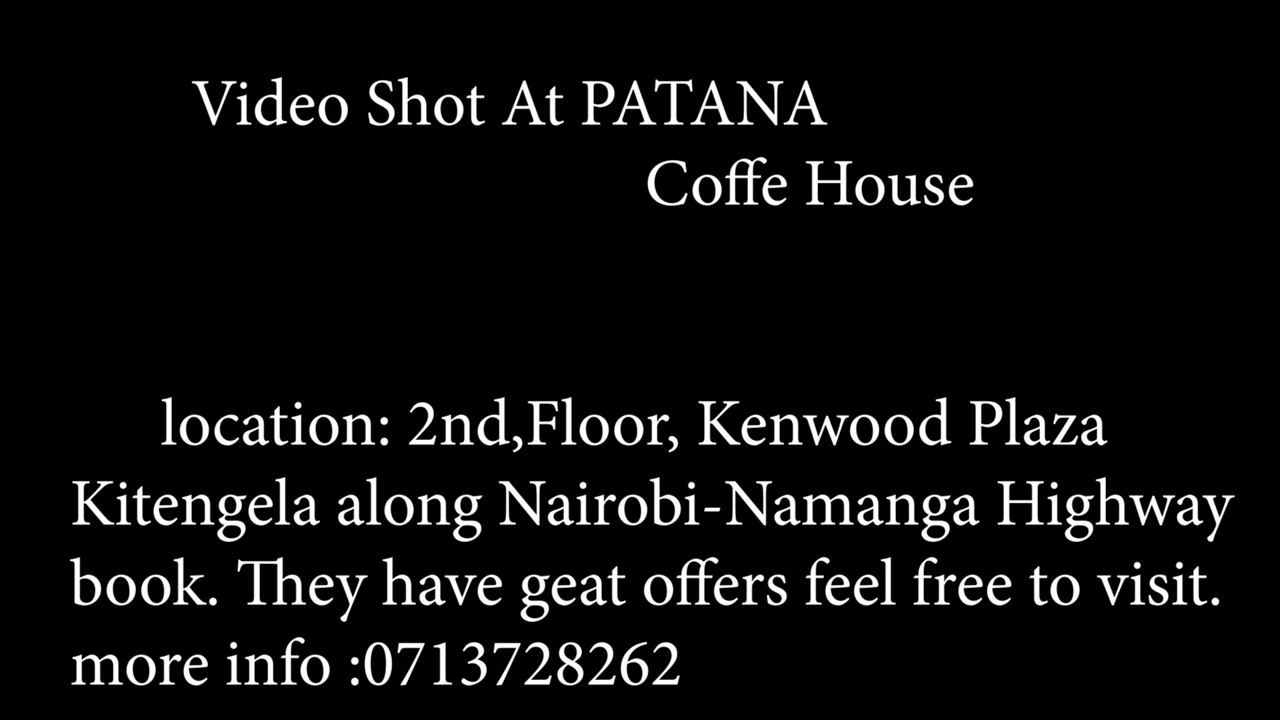 Video Shot At PATANA
Coffe House
location: 2nd,Floor, Kenwood Plaza
Kitengela along Nairobi-Namanga Highway
book. They have geat offers feel free to visit.
more info :0713728262